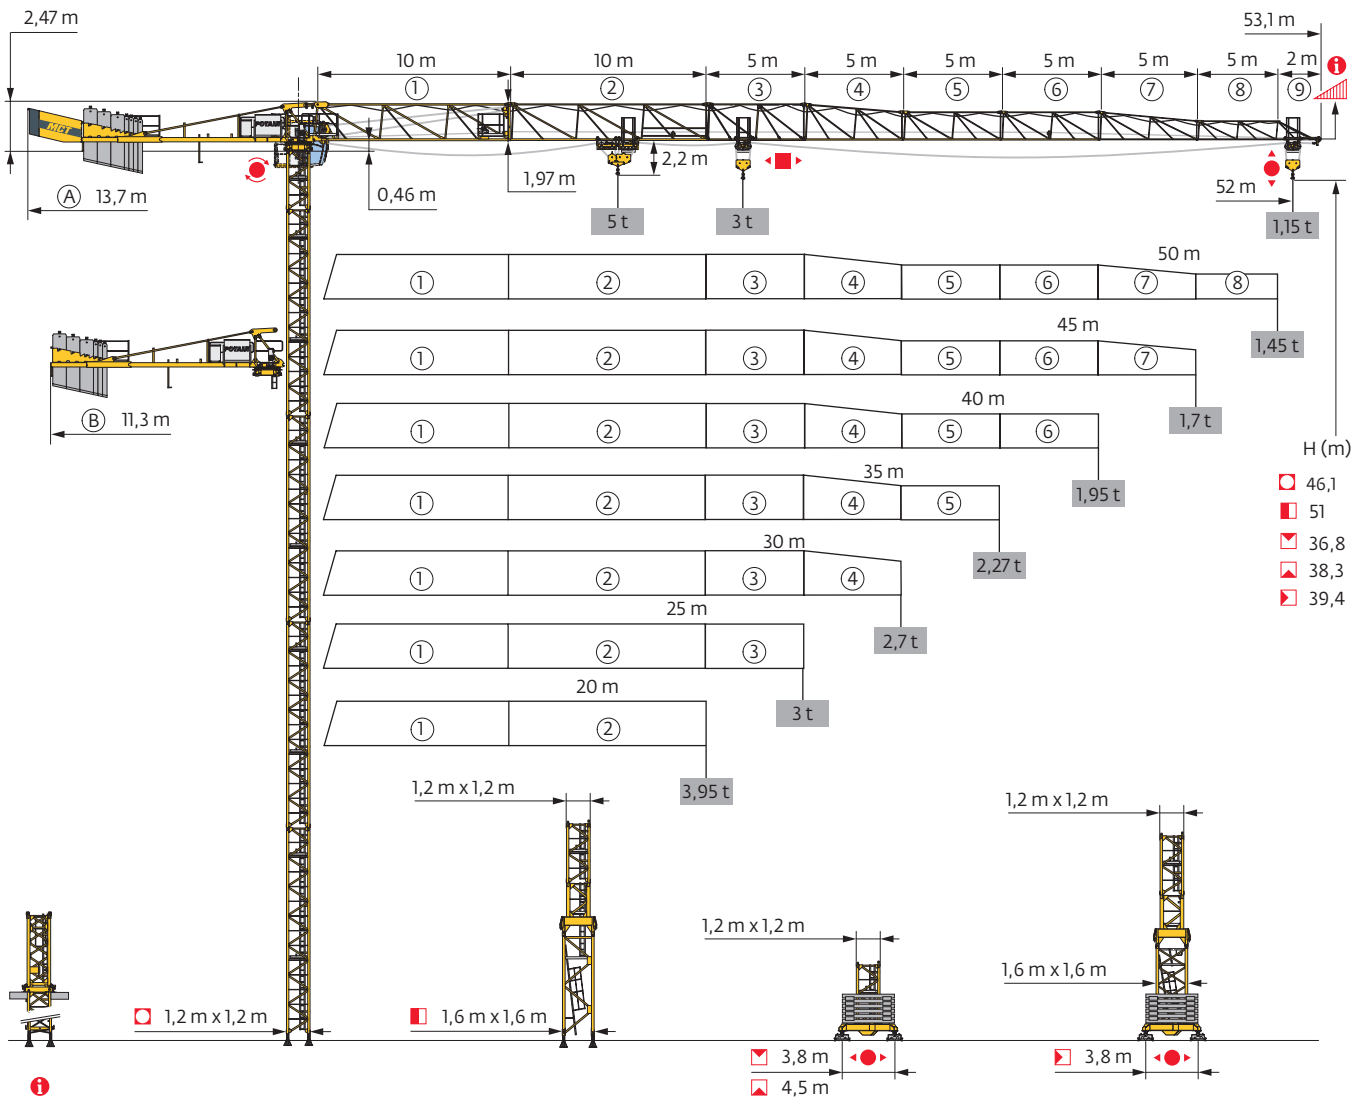 2,47 m
53,1 m
10 m 10 m 5 m 5 m 5 m 5 m 5 m 5 m 2 m
i
① ② ③ ④ ⑤ ⑥ ⑦ ⑧ ⑨
MCT
POTAIN
2,2 m
1,97 m
0,46 m
Ⓐ 13,7 m
52 m
5 t 3 t 1,15 t
50 m
① ② ③ ④ ⑤ ⑥ ⑦ ⑧
1,45 t
45 m
① ② ③ ④ ⑤ ⑥ ⑦
1,7 t
POTAIN
Ⓑ 11,3 m
40 m
① ② ③ ④ ⑤ ⑥
1,95 t
H (m)
46,1
51
36,8
38,3
39,4
35 m
① ② ③ ④ ⑤
2,27 t
30 m
① ② ③ ④
2,7 t
25 m
① ② ③
3 t
20 m
① ②
3,95 t
1,2 m x 1,2 m
1,2 m x 1,2 m
1,2 m x 1,2 m
1,6 m x 1,6 m
1,2 m x 1,2 m
1,6 m x 1,6 m
3,8 m
4,5 m
3,8 m
i